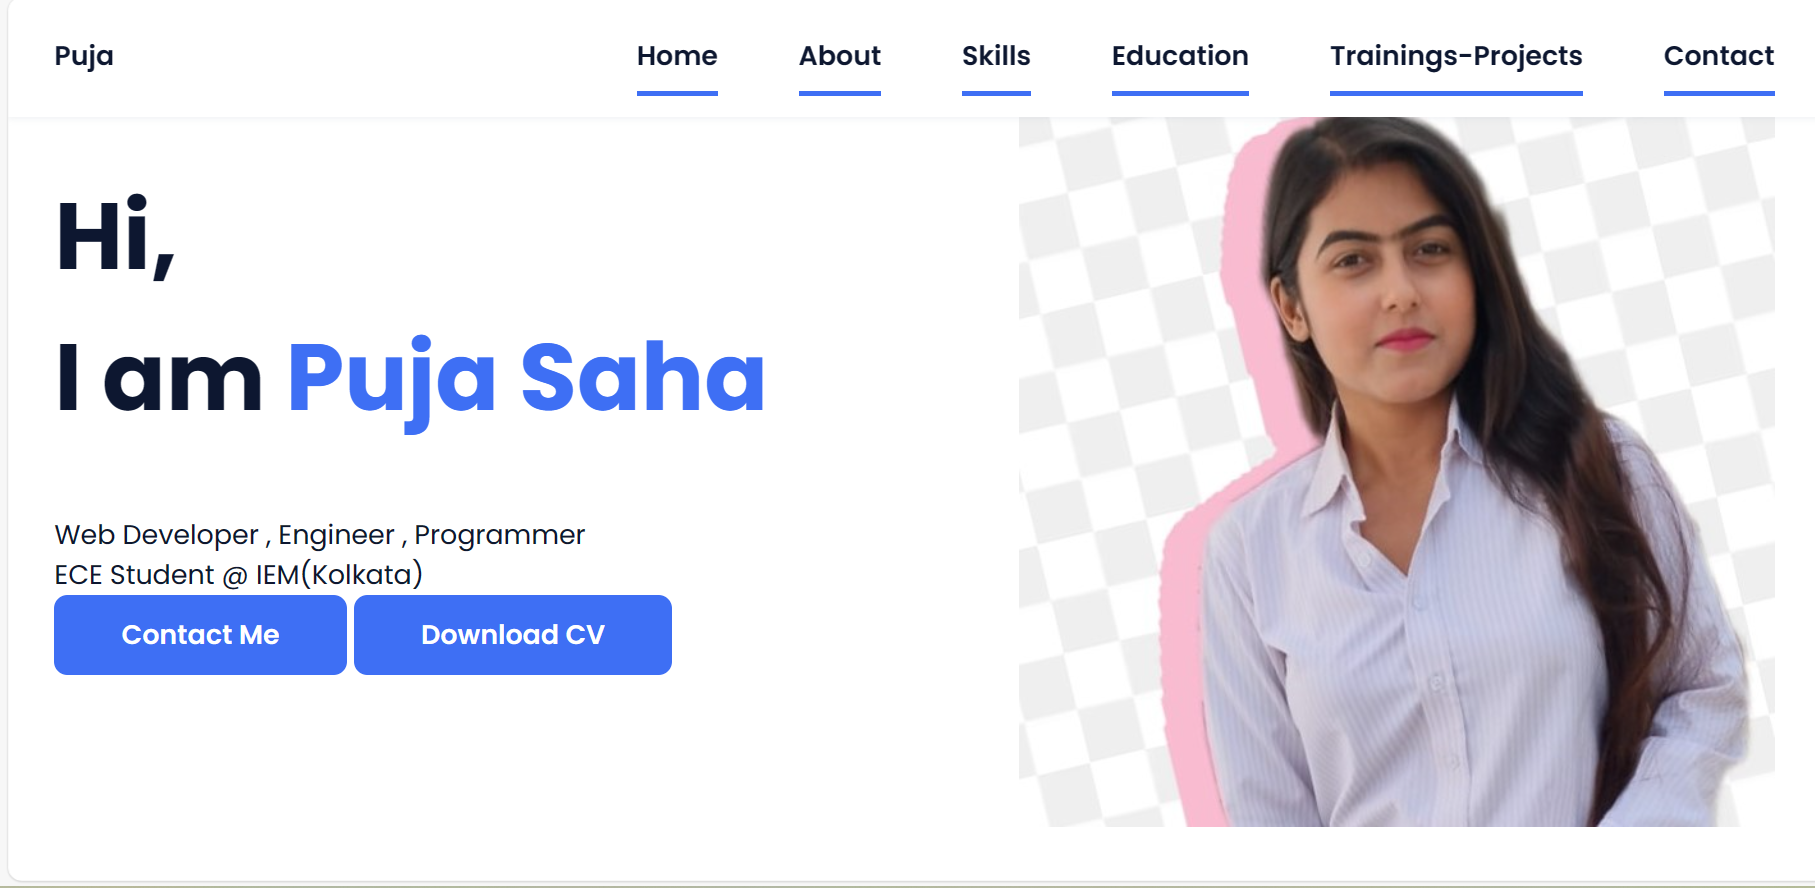 Puja
Home About Skills Education Trainings-Projects Contact
Hi,
I am Puja Saha
Web Developer , Engineer , Programmer
ECE Student @ IEM(Kolkata)
Contact Me Download CV